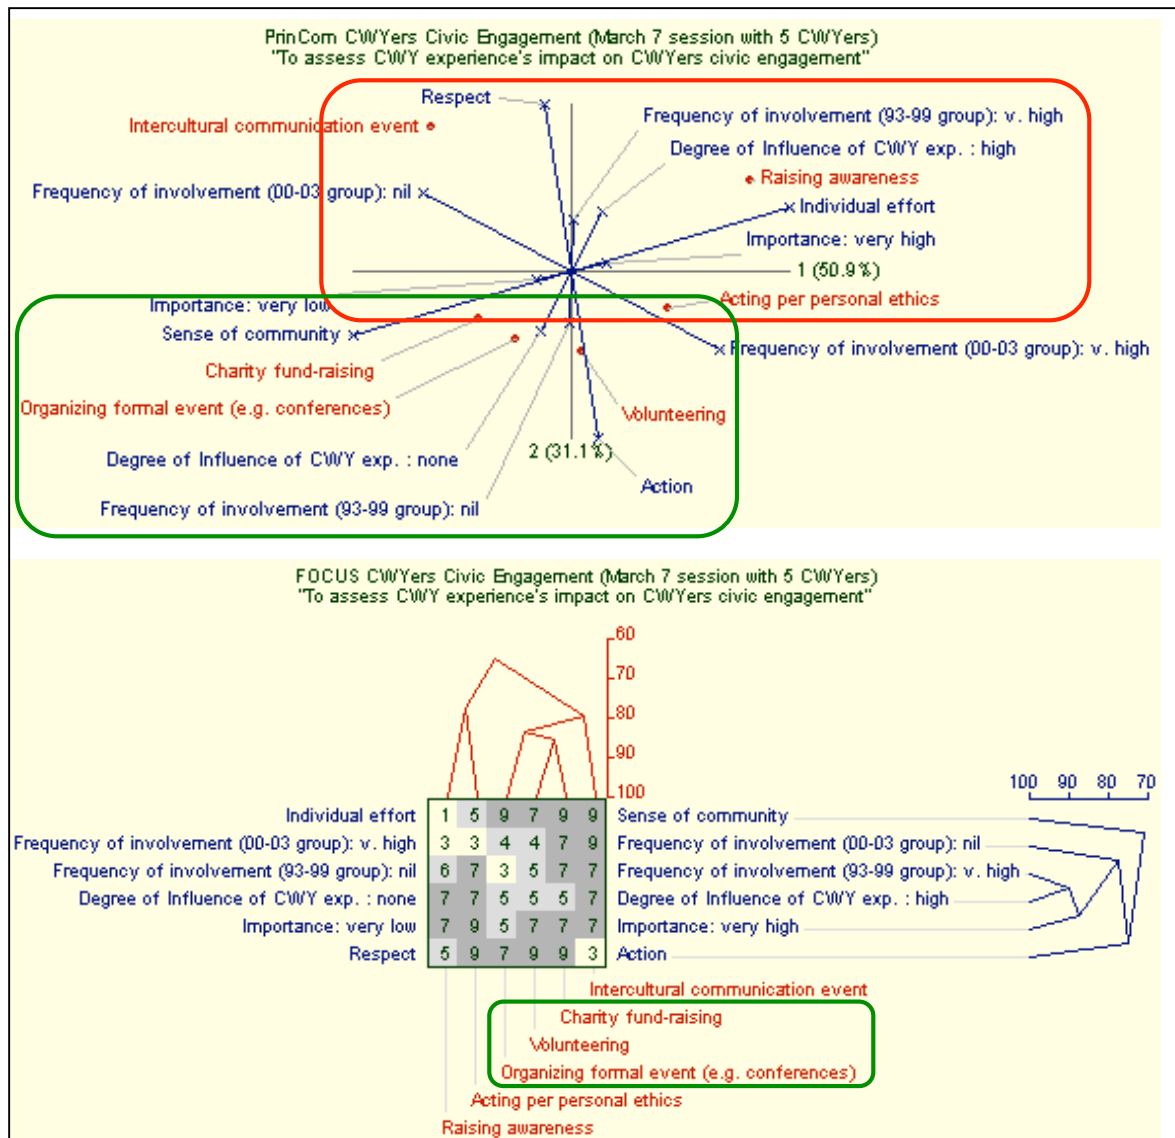 PrinCom CWYers Civic Engagement (March 7 session with 5 CWYers)
"To assess CWY experience's impact on CWYers civic engagement"
Respect
Intercultural communication event
Frequency of involvement (93-99 group): v. high
Degree of Influence of CWY exp. : high
Raising awareness
Frequency of involvement (00-03 group): nil
Individual effort
Importance: very high
1 (50.9%)
Importance: very low
Acting per personal ethics
Sense of community
Frequency of involvement (00-03 group): v. high
Charity fund-raising
Organizing formal event (e.g. conferences)
Volunteering
Degree of Influence of CWY exp. : none
2 (31.1%)
Action
Frequency of involvement (93-99 group): nil
FOCUS CWYers Civic Engagement (March 7 session with 5 CWYers)
"To assess CWY experience's impact on CWYers civic engagement"
60
70
80
90
100
100 90 80 70
Individual effort 1 5 9 7 9 9 Sense of community
Frequency of involvement (00-03 group): v. high 3 3 4 4 7 9 Frequency of involvement (00-03 group): nil
Frequency of involvement (93-99 group): nil 6 7 3 5 7 7 Frequency of involvement (93-99 group): v. high
Degree of Influence of CWY exp. : none 7 7 5 5 5 7 Degree of Influence of CWY exp. : high
Importance: very low 7 9 5 7 7 7 Importance: very high
Respect 5 9 7 9 9 3 Action
Intercultural communication event
Charity fund-raising
Volunteering
Organizing formal event (e.g. conferences)
Acting per personal ethics
Raising awareness